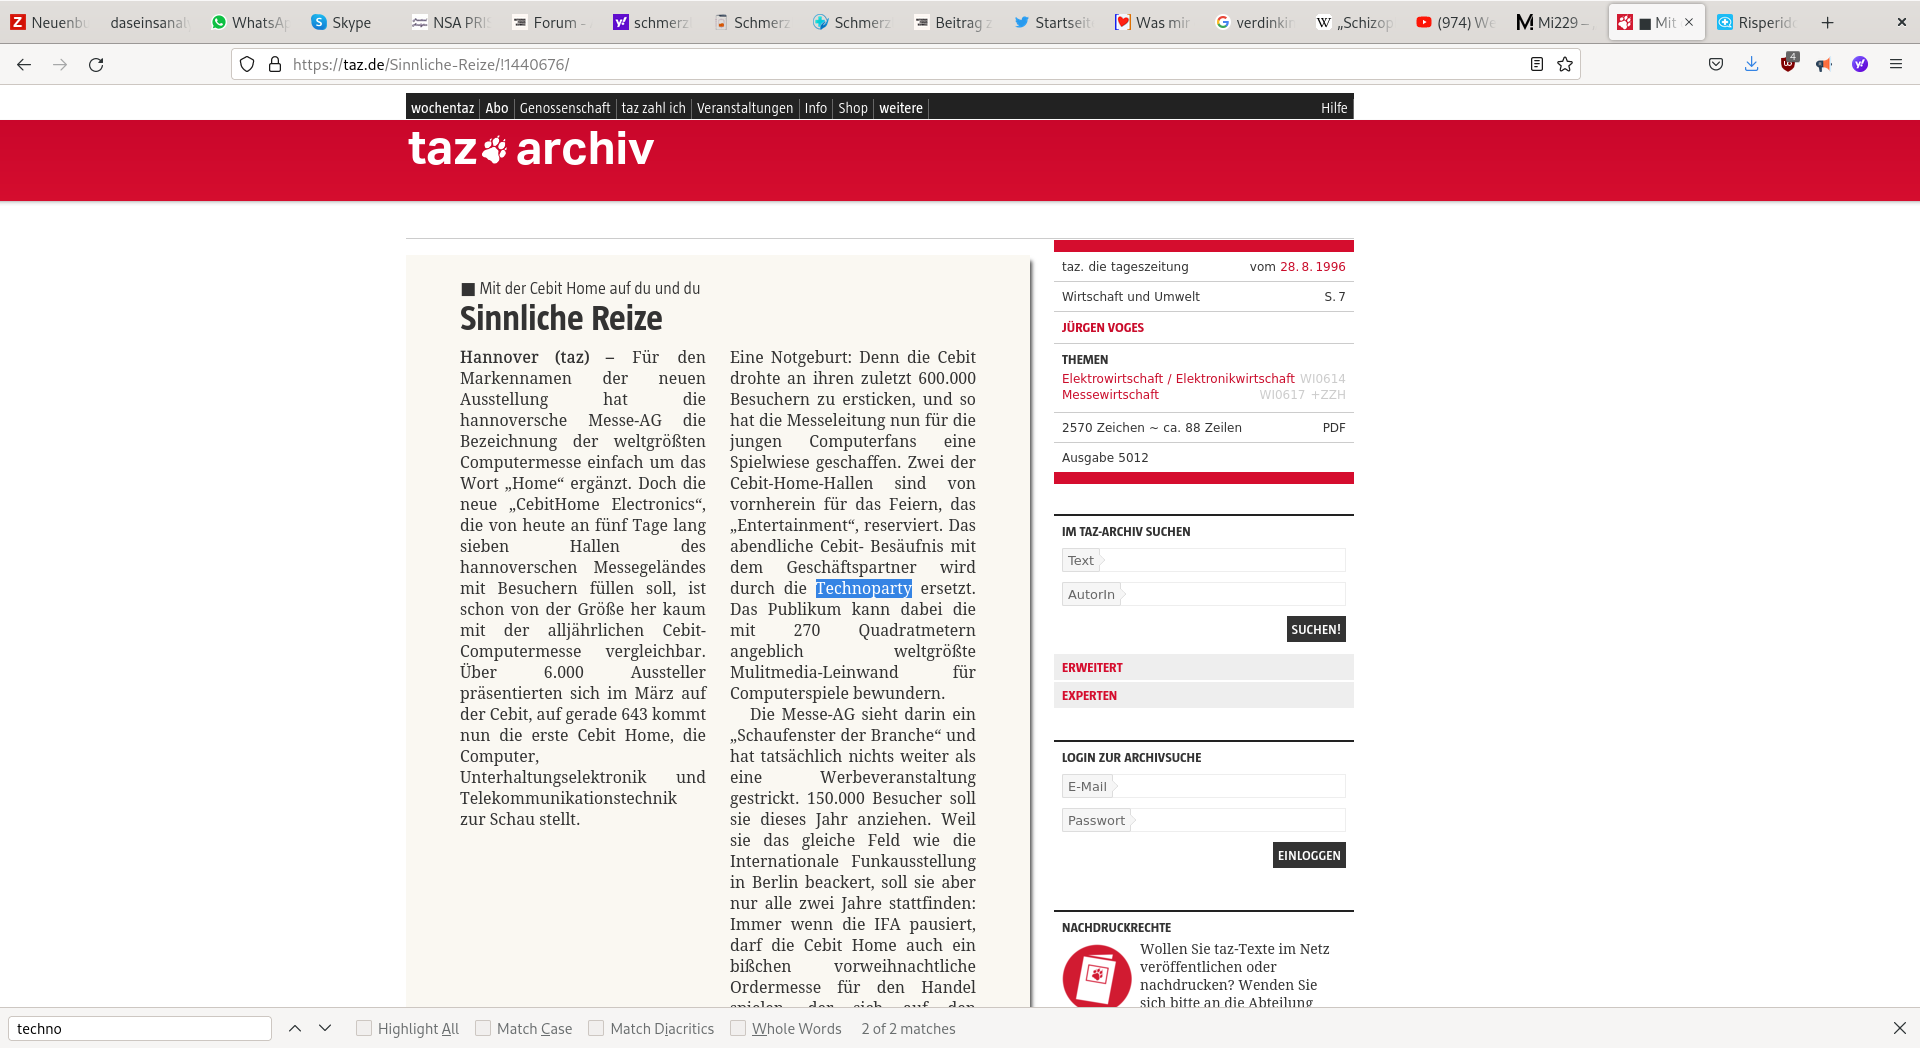 Neuenbu
daseinsanal
WhatsAp
Skype
NSA PRIS
Forum -
schmerz
Schmerz
Schmerz
Beitrag z
Startseit
Was mir
verdinkin
„Schizop
(974) We
Mi229 –
■ Mit
Risperido
https://taz.de/Sinnliche-Reize/!1440676/
4
wochentaz Abo Genossenschaft taz zahl ich Veranstaltungen Info Shop weitere Hilfe
taz archiv
■ Mit der Cebit Home auf du und du
Sinnliche Reize
Hannover (taz) – Für den
Markennamen der neuen
Ausstellung hat die
hannoversche Messe-AG die
Bezeichnung der weltgrößten
Computermesse einfach um das
Wort „Home“ ergänzt. Doch die
neue „CebitHome Electronics“,
die von heute an fünf Tage lang
sieben Hallen des
hannoverschen Messegeländes
mit Besuchern füllen soll, ist
schon von der Größe her kaum
mit der alljährlichen Cebit-
Computermesse vergleichbar.
Über 6.000 Aussteller
präsentierten sich im März auf
der Cebit, auf gerade 643 kommt
nun die erste Cebit Home, die
Computer,
Unterhaltungselektronik und
Telekommunikationstechnik
zur Schau stellt.
Eine Notgeburt: Denn die Cebit
drohte an ihren zuletzt 600.000
Besuchern zu ersticken, und so
hat die Messeleitung nun für die
jungen Computerfans eine
Spielwiese geschaffen. Zwei der
Cebit-Home-Hallen sind von
vornherein für das Feiern, das
„Entertainment“, reserviert. Das
abendliche Cebit- Besäufnis mit
dem Geschäftspartner wird
durch die Technoparty ersetzt.
Das Publikum kann dabei die
mit 270 Quadratmetern
angeblich weltgrößte
Mulitmedia-Leinwand für
Computerspiele bewundern.
Die Messe-AG sieht darin ein
„Schaufenster der Branche“ und
hat tatsächlich nichts weiter als
eine Werbeveranstaltung
gestrickt. 150.000 Besucher soll
sie dieses Jahr anziehen. Weil
sie das gleiche Feld wie die
Internationale Funkausstellung
in Berlin beackert, soll sie aber
nur alle zwei Jahre stattfinden:
Immer wenn die IFA pausiert,
darf die Cebit Home auch ein
bißchen vorweihnachtliche
Ordermesse für den Handel
spielen, der sich auf den
taz. die tageszeitung vom 28. 8. 1996
Wirtschaft und Umwelt S. 7
JÜRGEN VOGES
THEMEN
Elektrowirtschaft / Elektronikwirtschaft WI0614
Messewirtschaft WI0617 +ZZH
2570 Zeichen ~ ca. 88 Zeilen PDF
Ausgabe 5012
IM TAZ-ARCHIV SUCHEN
Text
AutorIn
SUCHEN!
ERWEITERT
EXPERTEN
LOGIN ZUR ARCHIVSUCHE
E-Mail
Passwort
EINLOGGEN
NACHDRUCKRECHTE
Wollen Sie taz-Texte im Netz
veröffentlichen oder
nachdrucken? Wenden Sie
sich bitte an die Abteilung
techno
Highlight All
Match Case
Match Diacritics
Whole Words
2 of 2 matches